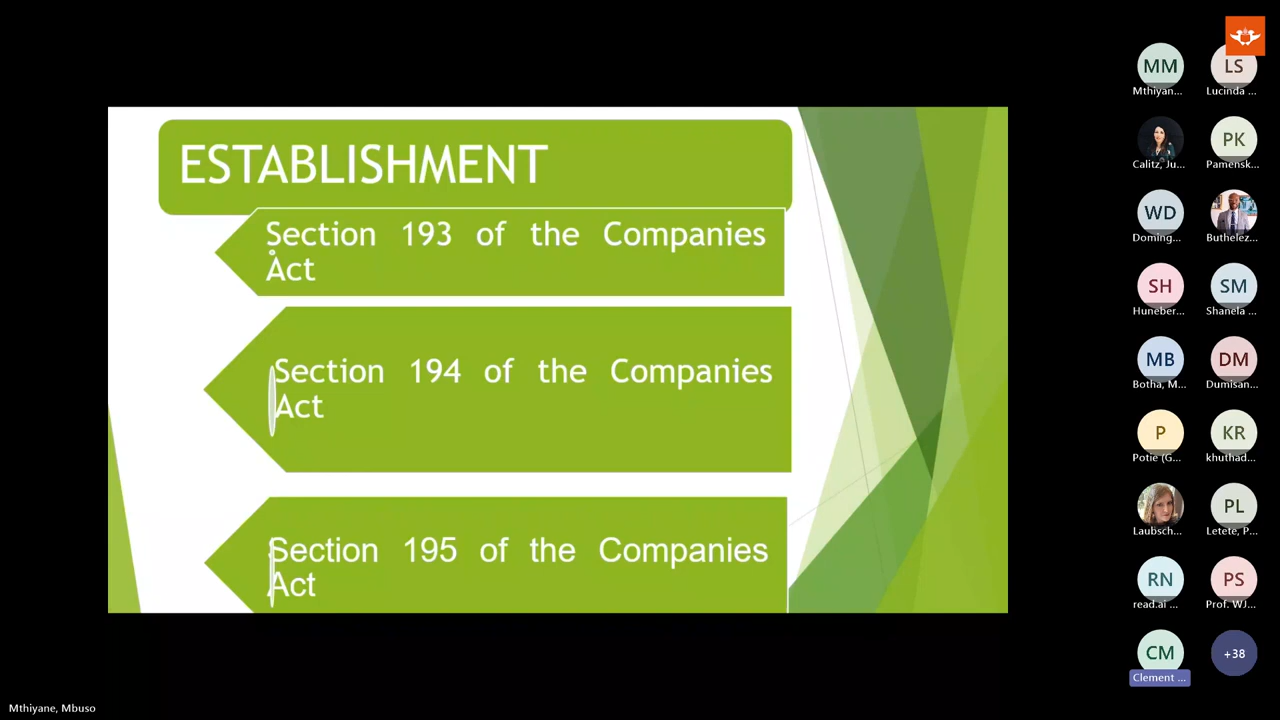 ESTABLISHMENT
Section 193 of the Companies
Act
Section 194 of the Companies
Act
Section 195 of the Companies
Act
MM
Mthiyan...
LS
Lucinda ...
Calitz, Ju...
PK
Pamensk...
WD
Doming...
Buthelez...
SH
Huneber...
SM
Shanela ...
MB
Botha, M...
DM
Dumisan...
P
Potie (G...
KR
khuthad...
Laubsch...
PL
Letete, P...
RN
read.ai ...
PS
Prof. WJ...
CM
Clement ...
+38
Mthiyane, Mbuso